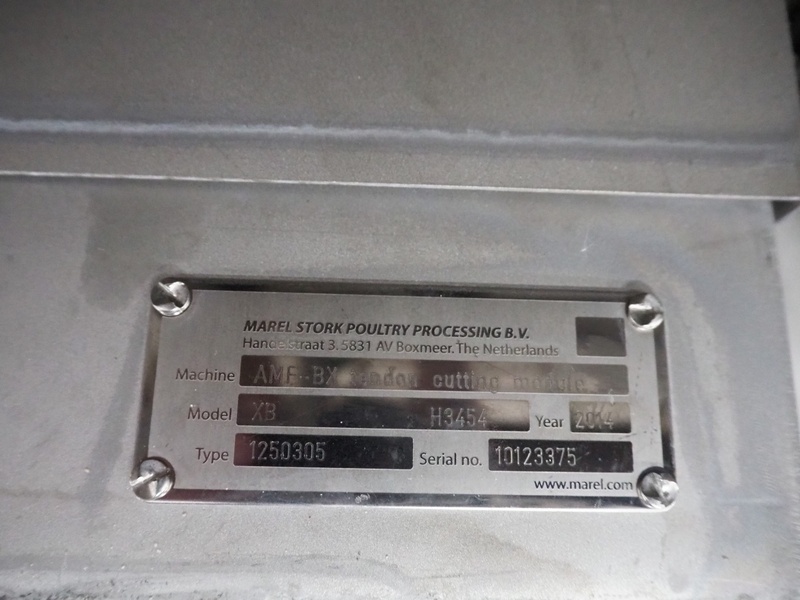 MAREL STORK POULTRY PROCESSING B.V.
Handelstraat 3. 5831 AV Boxmeer. The Netherlands
Machine AMF-BX tendon cutting module
Model XB H3454 Year 2014
Type 1250305 Serial no. 10123375
www.marel.com